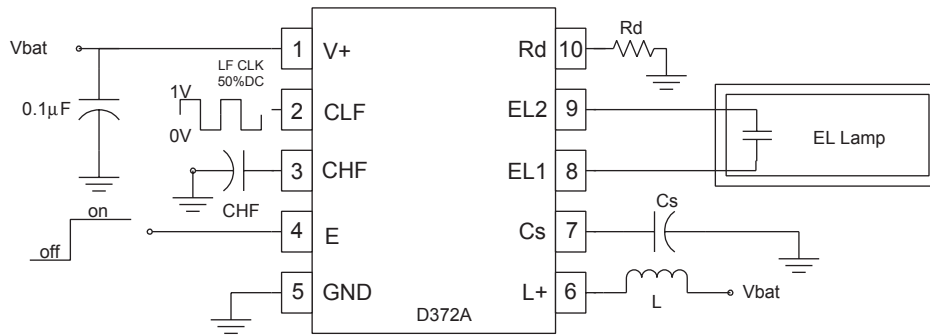 Vbat
0.1μF
LF CLK
50%DC
1V
0V
CHF
on
off
1 V+
2 CLF
3 CHF
4 E
5 GND
D372A
Rd 10
EL2 9
EL1 8
Cs 7
L+ 6
Rd
EL Lamp
Cs
L
Vbat